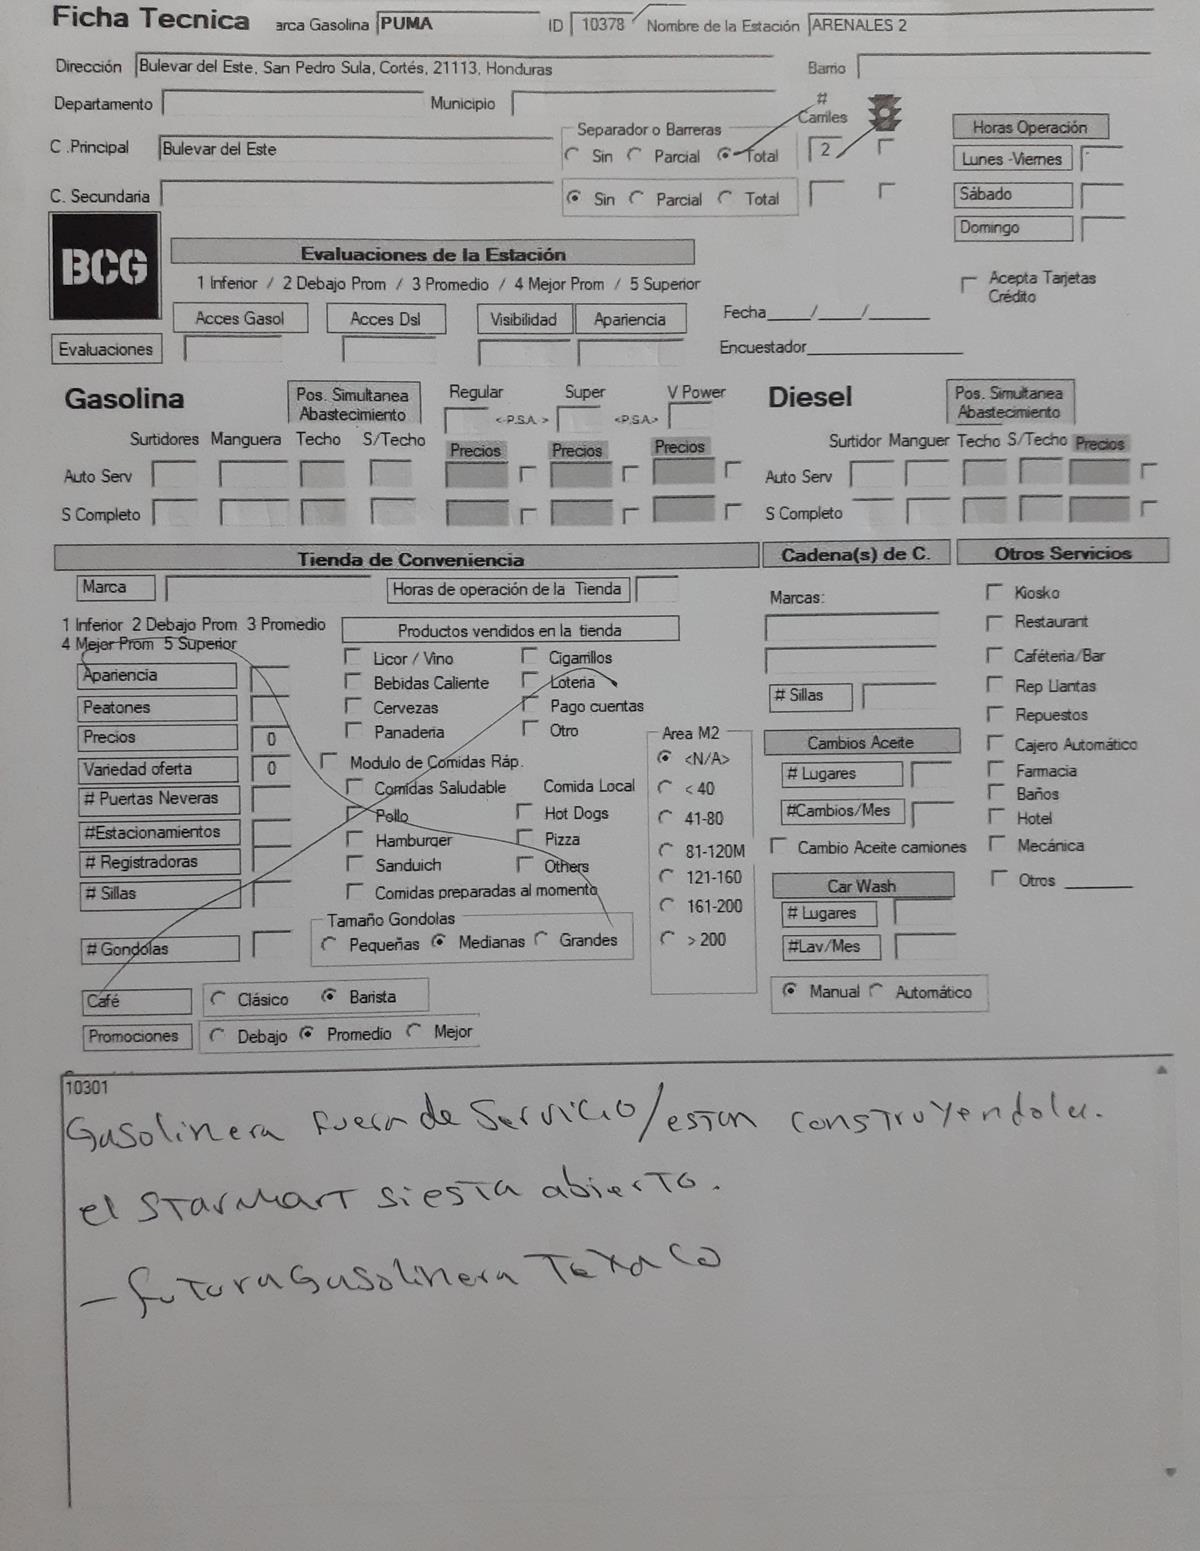 Ficha Tecnica arca Gasolina PUMA ID 10378 Nombre de la Estación ARENALES 2
Dirección Bulevar del Este, San Pedro Sula, Cortés, 21113, Honduras Barrio
Departamento Municipio # Carriles
Separador o Barreras
C .Principal Bulevar del Este Sin Parcial Total 2
C. Secundaria Sin Parcial Total
Horas Operación
Lunes -Viernes
Sábado
Domingo
BCG
Evaluaciones de la Estación
1 Inferior / 2 Debajo Prom / 3 Promedio / 4 Mejor Prom / 5 Superior
Acepta Tarjetas
Crédito
Acces Gasol Acces Dsl Visibilidad Apariencia
Fecha_____/_____/_______
Evaluaciones
Encuestador__________________
Gasolina
Pos. Simultanea
Abastecimiento
Regular Super V Power
<-P.S.A. > <-P.S.A>
Surtidores Manguera Techo S/Techo Precios Precios Precios
Auto Serv
S Completo
Diesel
Pos. Simultanea
Abastecimiento
Surtidor Manguer Techo S/Techo Precios
Auto Serv
S Completo
Tienda de Conveniencia
Marca Horas de operación de la Tienda
1 Inferior 2 Debajo Prom 3 Promedio
4 Mejor Prom 5 Superior
Apariencia
Peatones
Precios 0
Variedad oferta 0
# Puertas Neveras
#Estacionamientos
# Registradoras
# Sillas
# Gondolas
Productos vendidos en la tienda
Licor / Vino Cigarrillos
Bebidas Caliente Loteria
Cervezas Pago cuentas
Panaderia Otro
Modulo de Comidas Ráp.
Comidas Saludable Comida Local
Pollo Hot Dogs
Hamburger Pizza
Sanduich Others
Comidas preparadas al momento
Tamaño Gondolas
Pequeñas Medianas Grandes
Area M2
<N/A>
< 40
41-80
81-120M
121-160
161-200
> 200
Café Clásico Barista
Promociones Debajo Promedio Mejor
Cadena(s) de C.
Marcas:
# Sillas
Cambios Aceite
# Lugares
#Cambios/Mes
Cambio Aceite camiones
Car Wash
# Lugares
#Lav/Mes
Manual Automático
Otros Servicios
Kiosko
Restaurant
Caféteria/Bar
Rep Llantas
Repuestos
Cajero Automático
Farmacia
Baños
Hotel
Mecánica
Otros ________
10301
Gasolinera Fuera de Servicio/estan construyendola.
el STARMART si esta abierto.
- futura Gasolinera Texaco